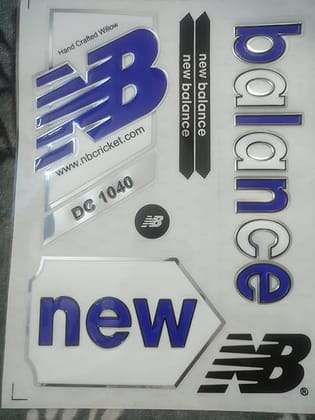 Hand Crafted Willow
NB
www.nbcricket.com
DC 1040
new balance
new balance
balance
NB
new
NB
®